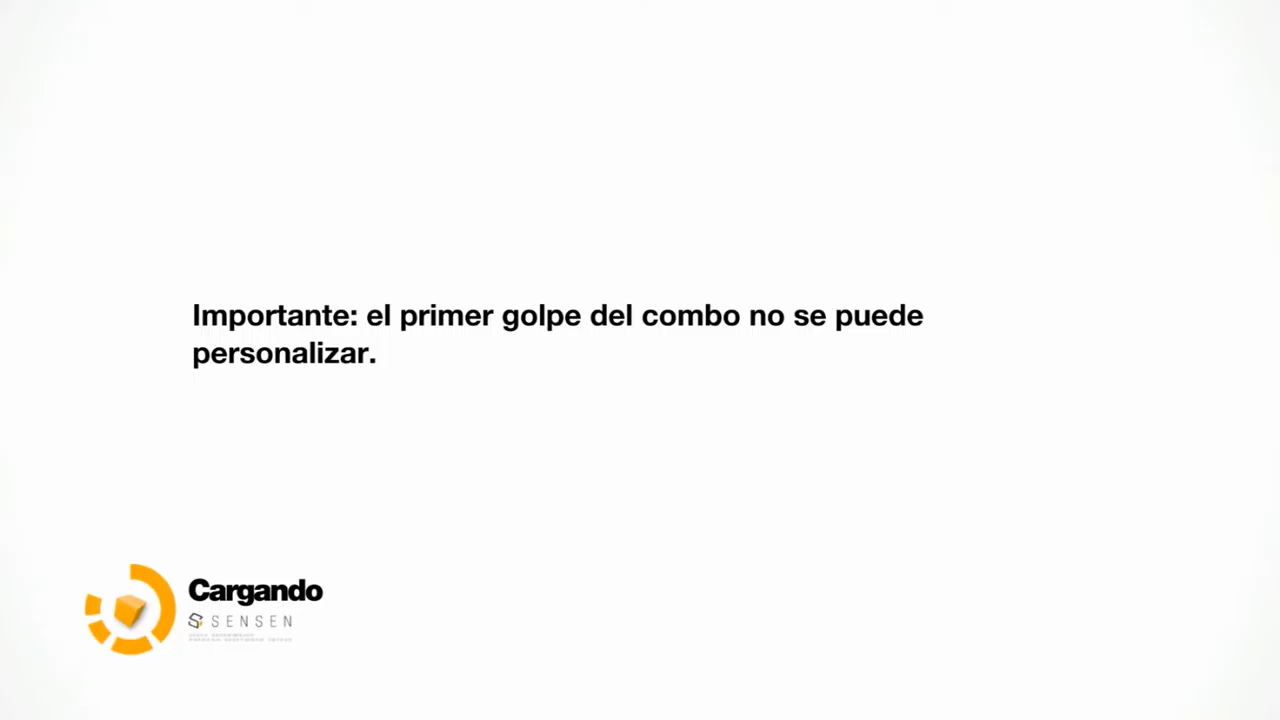 Importante: el primer golpe del combo no se puede
personalizar.
Cargando
SENSEN